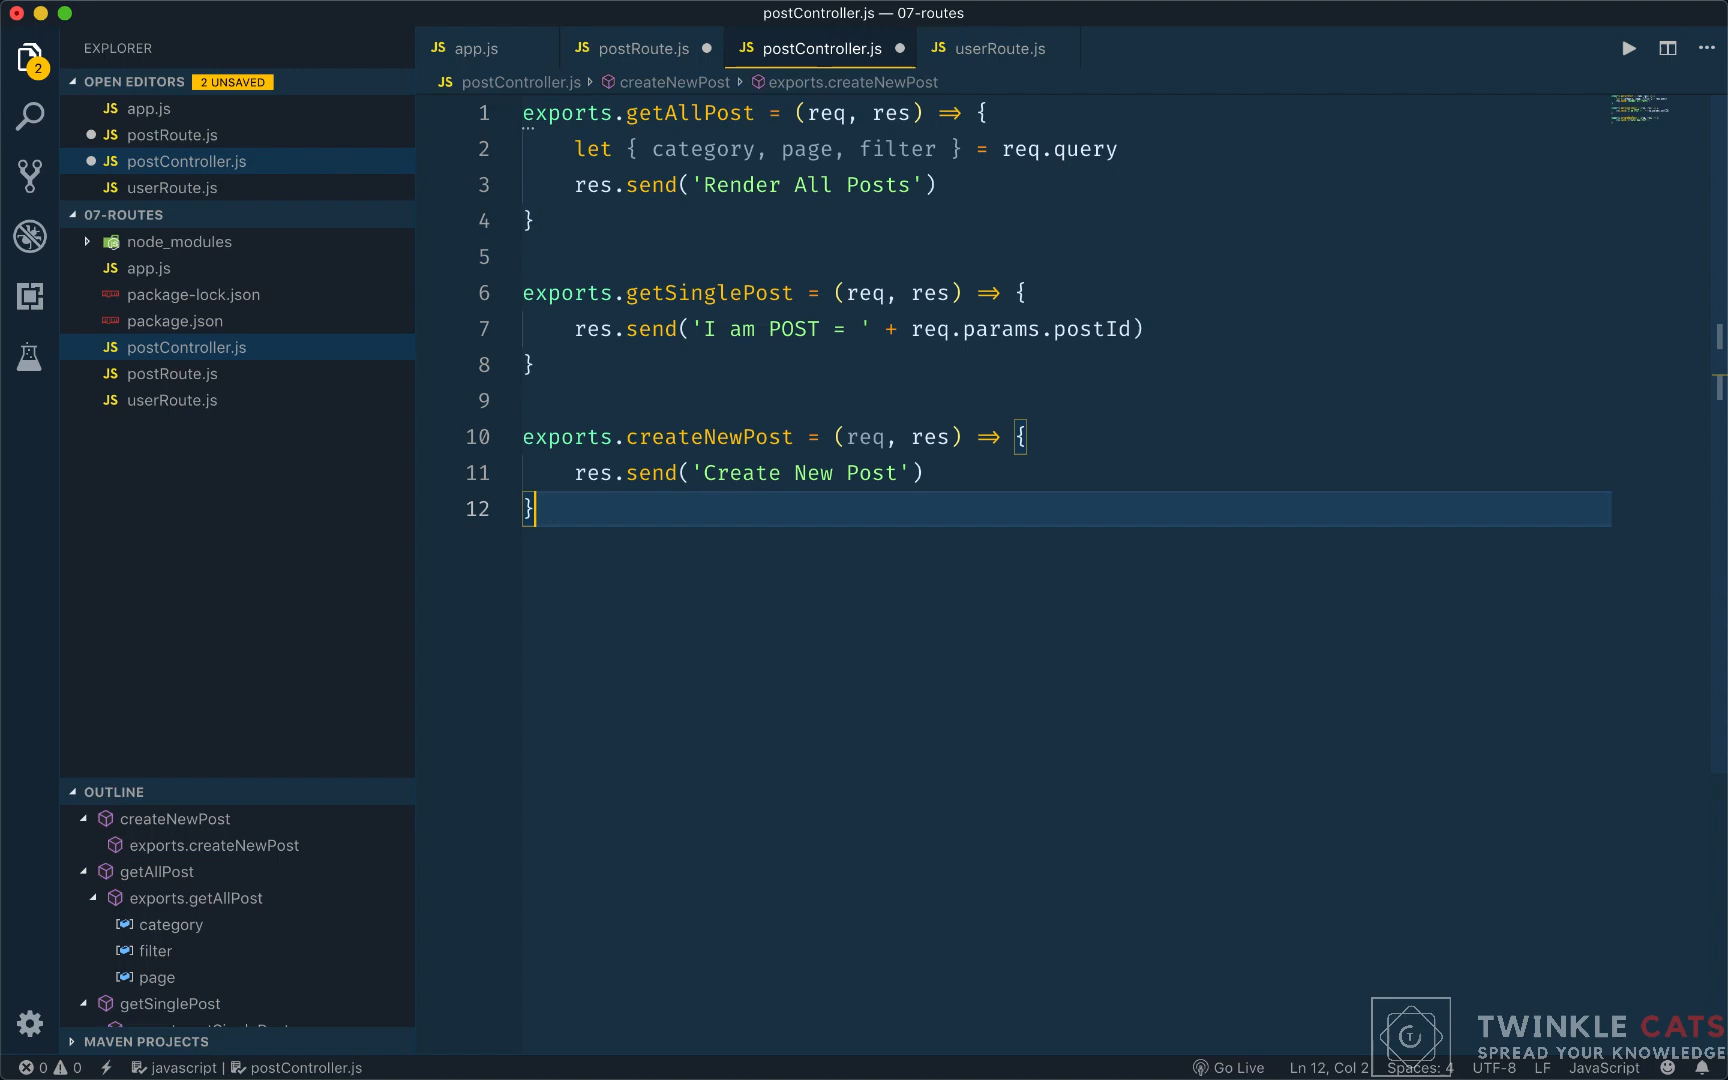 postController.js — 07-routes
2
EXPLORER
OPEN EDITORS 2 UNSAVED
JS app.js
JS postRoute.js
JS postController.js
JS userRoute.js
07-ROUTES
node_modules
JS app.js
package-lock.json
package.json
JS postController.js
JS postRoute.js
JS userRoute.js
OUTLINE
createNewPost
exports.createNewPost
getAllPost
exports.getAllPost
category
filter
page
getSinglePost
MAVEN PROJECTS
JS app.js JS postRoute.js JS postController.js JS userRoute.js
JS postController.js createNewPost exports.createNewPost
1 exports.getAllPost = (req, res) => {
2 let { category, page, filter } = req.query
3 res.send('Render All Posts')
4 }
5
6 exports.getSinglePost = (req, res) => {
7 res.send('I am POST = ' + req.params.postId)
8 }
9
10 exports.createNewPost = (req, res) => {
11 res.send('Create New Post')
12 }
TWINKLE CATS
SPREAD YOUR KNOWLEDGE
0 0 javascript | postController.js Go Live Ln 12, Col 2 Spaces: 4 UTF-8 LF JavaScript